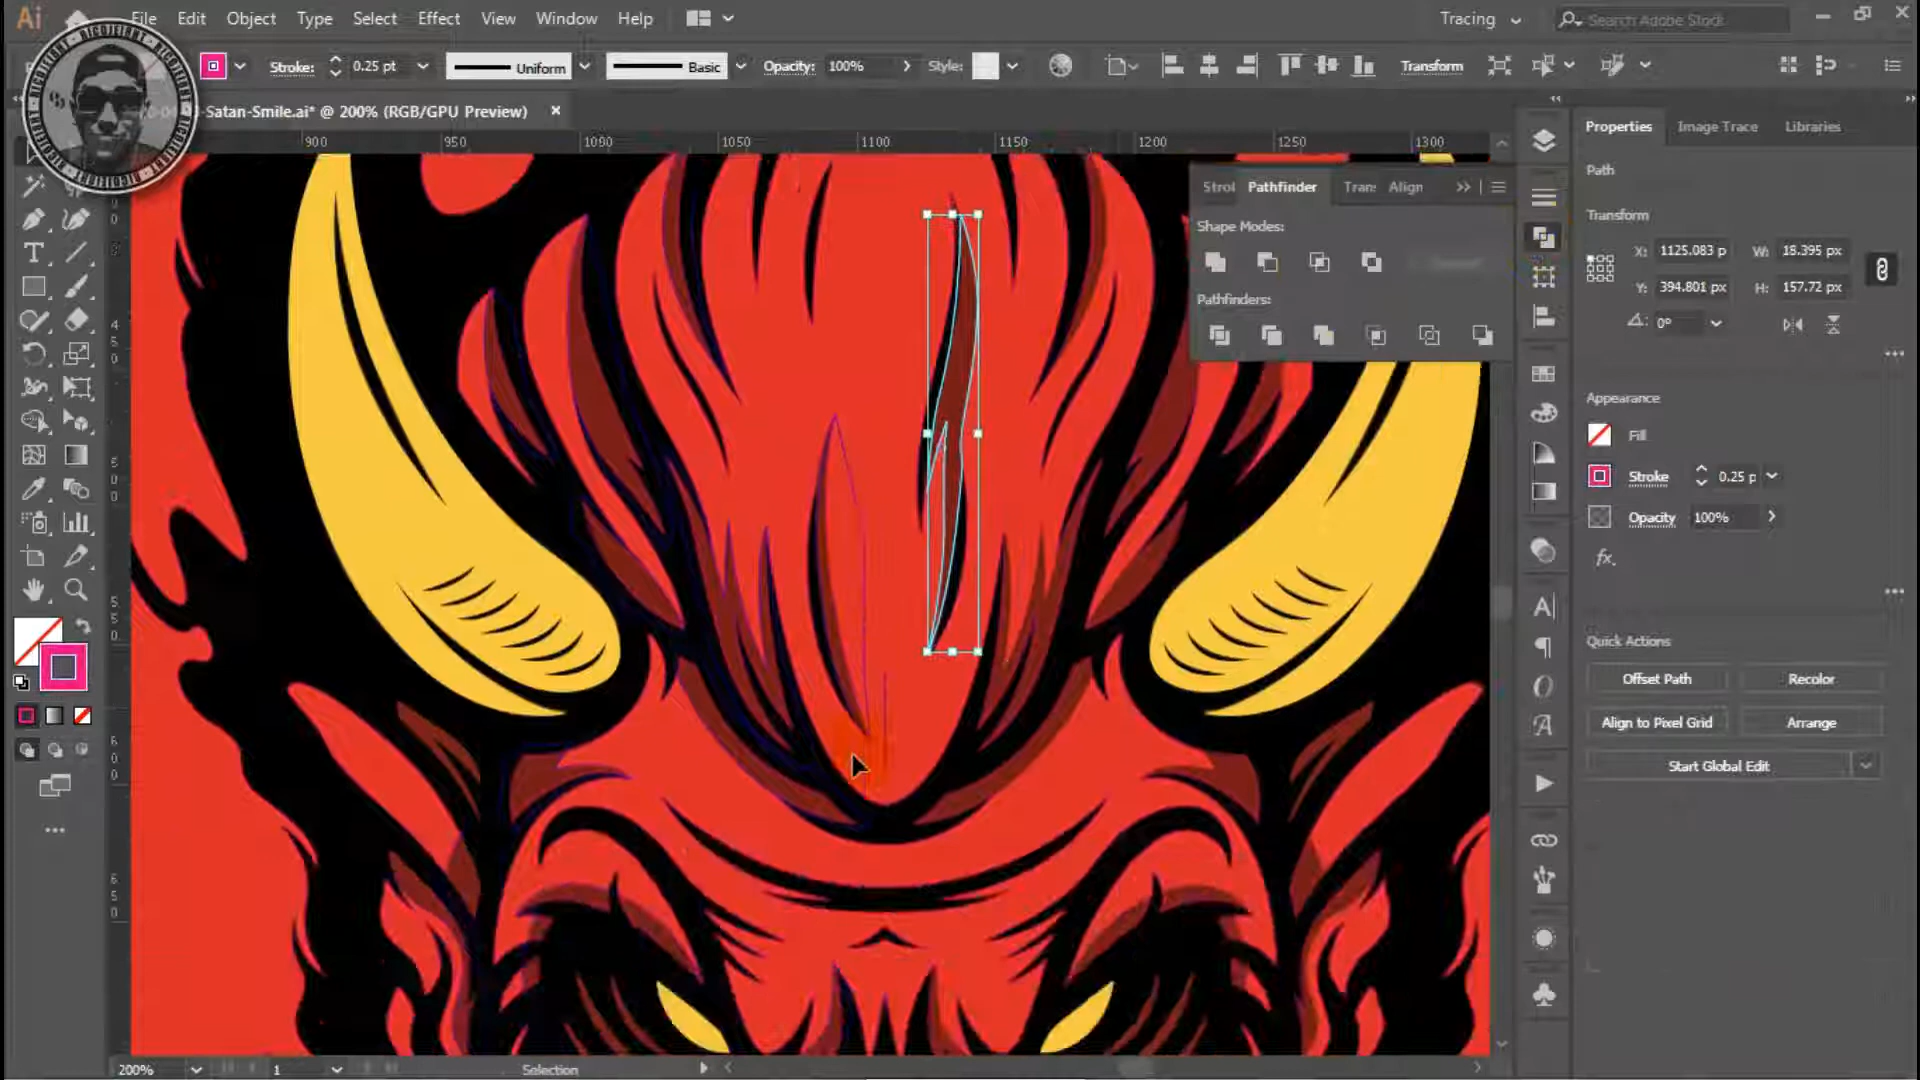 Ai File Edit Object Type Select Effect View Window Help Tracing Search Adobe Stock
Stroke: 0.25 pt Uniform Basic Opacity: 100% Style: Transform
RICO2EIGHT
-Satan-Smile.ai* @ 200% (RGB/GPU Preview)
900 950 1050 1100 1150 1200 1250 1300
Strol Pathfinder Tran: Align
Shape Modes:
Pathfinders:
Properties Image Trace Libraries
Path
Transform
X: 1125.083 p W: 18.395 px
Y: 394.801 px H: 157.72 px
0°
Appearance
Fill
Stroke 0.25 p
Opacity 100%
fx.
Quick Actions
Offset Path Recolor
Align to Pixel Grid Arrange
Start Global Edit
200% 1 Selection